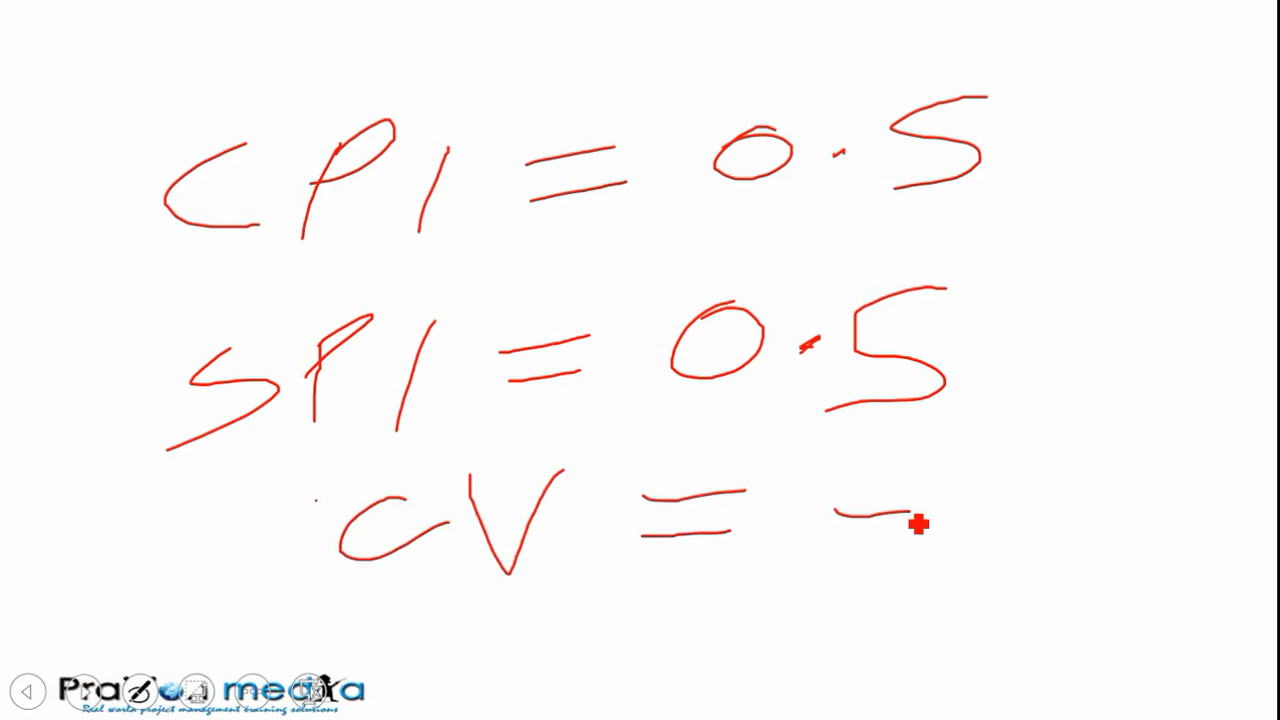 CPI = 0.5
SPI = 0.5
CV = -
Real world project management training solutions